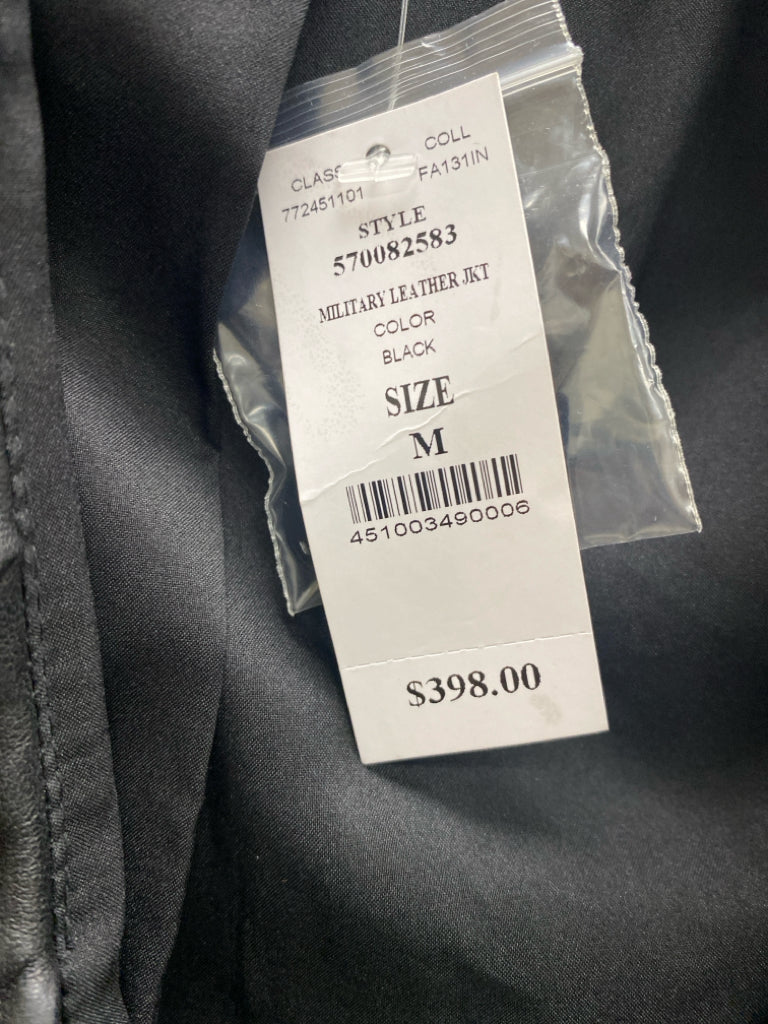 CLASS COLL
772451101 FA131IN
STYLE
570082583
MILITARY LEATHER JKT
COLOR
BLACK
SIZE
M
451003490006
$398.00